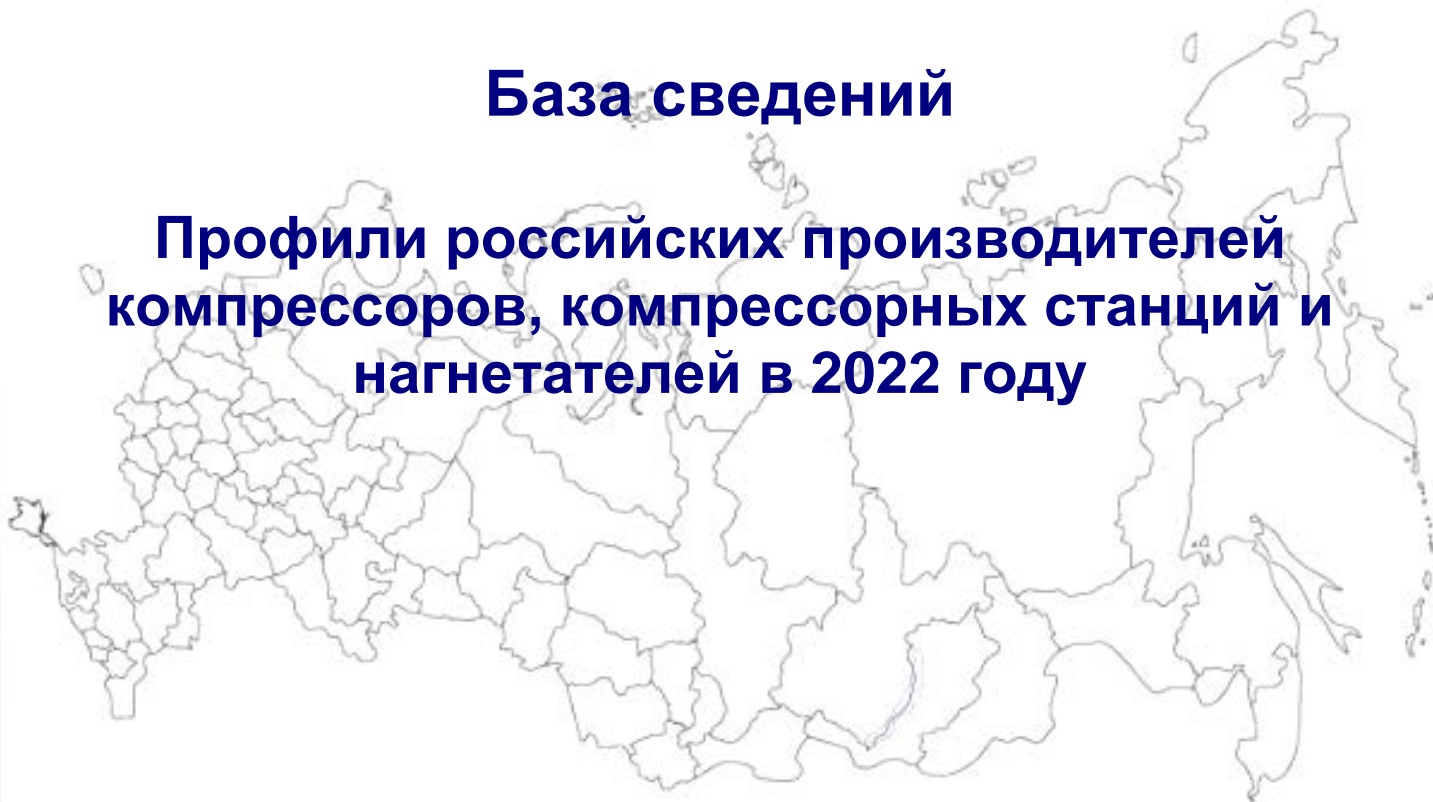 База сведений
Профили российских производителей
компрессоров, компрессорных станций и
нагнетателей в 2022 году